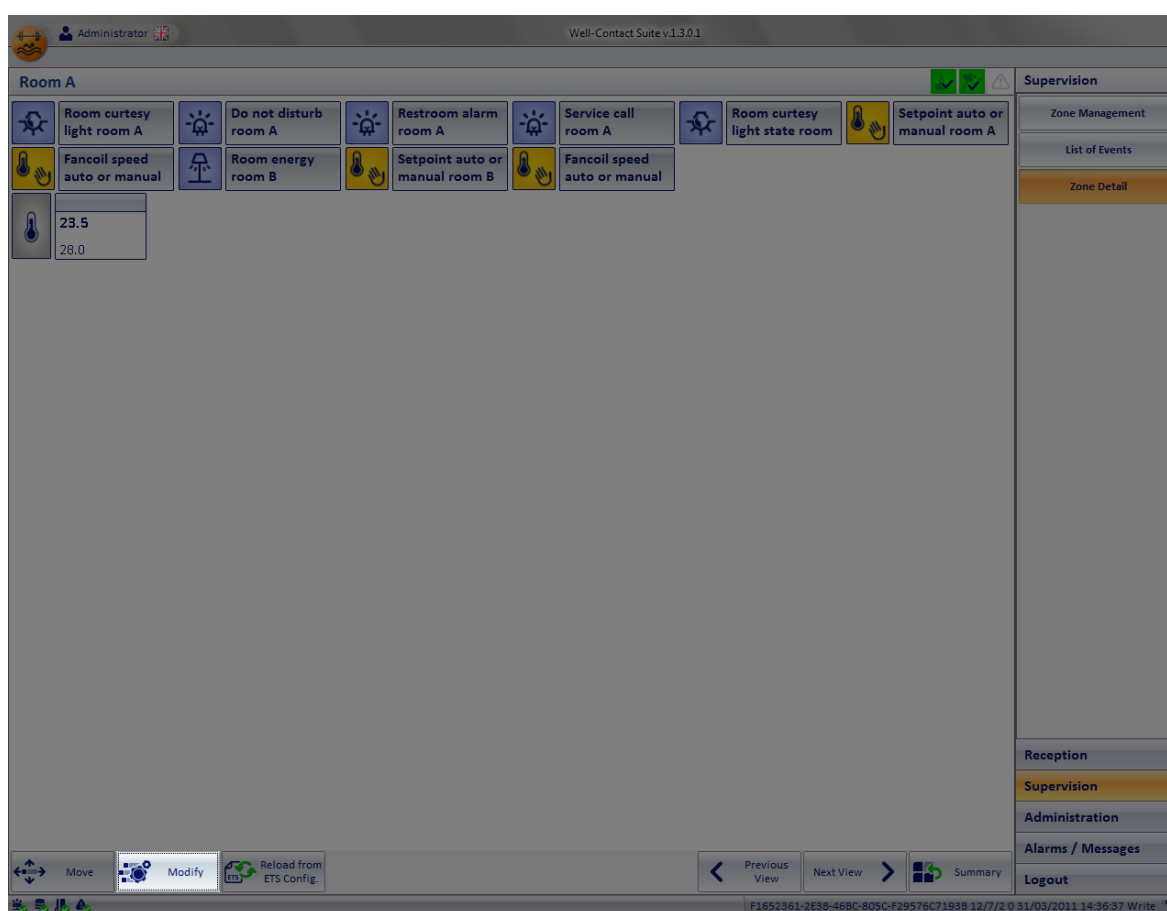 Administrator
Well-Contact Suite v.1.3.0.1
Room A
Supervision
Room curtesy
light room A
Do not disturb
room A
Restroom alarm
room A
Service call
room A
Room curtesy
light state room
Setpoint auto or
manual room A
Fancoil speed
auto or manual
Room energy
room B
Setpoint auto or
manual room B
Fancoil speed
auto or manual
23.5
28.0
Zone Management
List of Events
Zone Detail
Reception
Supervision
Administration
Alarms / Messages
Logout
Move
Modify
ETS
Reload from
ETS Config.
Previous
View
Next View
Summary
F1652361-2E3B-46BC-805C-F29576C7193B 12/7/2 0 31/03/2011 14:36:37 Write